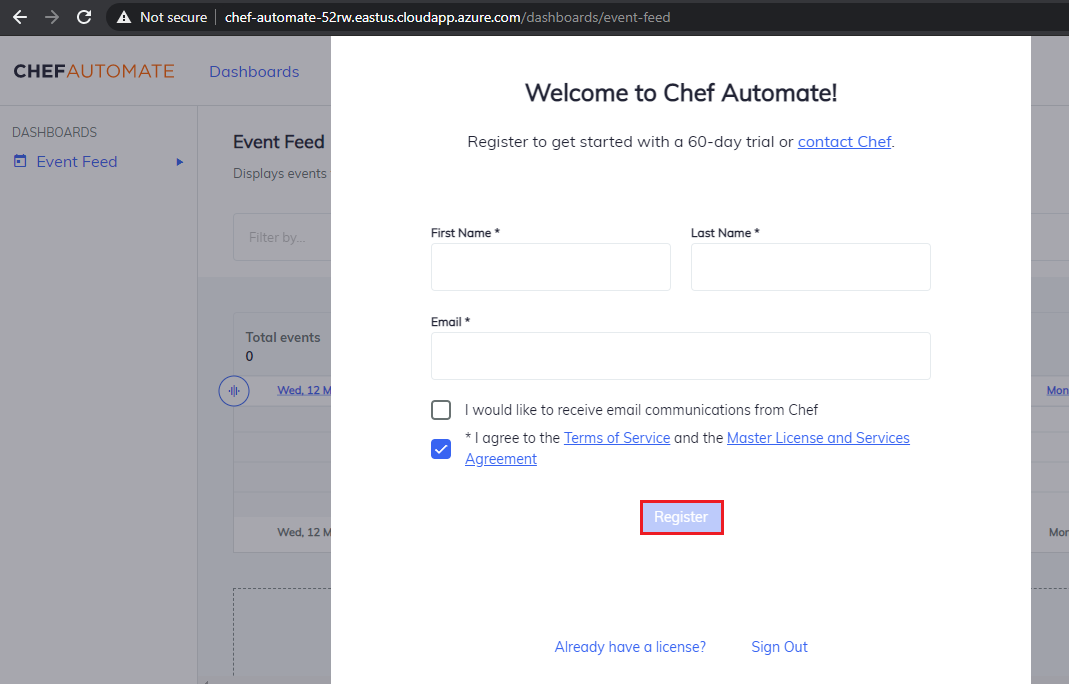 Not secure
chef-automate-52rw.eastus.cloudapp.azure.com/dashboards/event-feed
CHEFAUTOMATE
Dashboards
DASHBOARDS
Event Feed
Event Feed
Displays events
Filter by...
Total events
0
Wed, 12 M
Mon
Wed, 12 M
Mon
Welcome to Chef Automate!
Register to get started with a 60-day trial or contact Chef.
First Name *
Last Name *
Email *
I would like to receive email communications from Chef
* I agree to the Terms of Service and the Master License and Services
Agreement
Register
Already have a license?
Sign Out